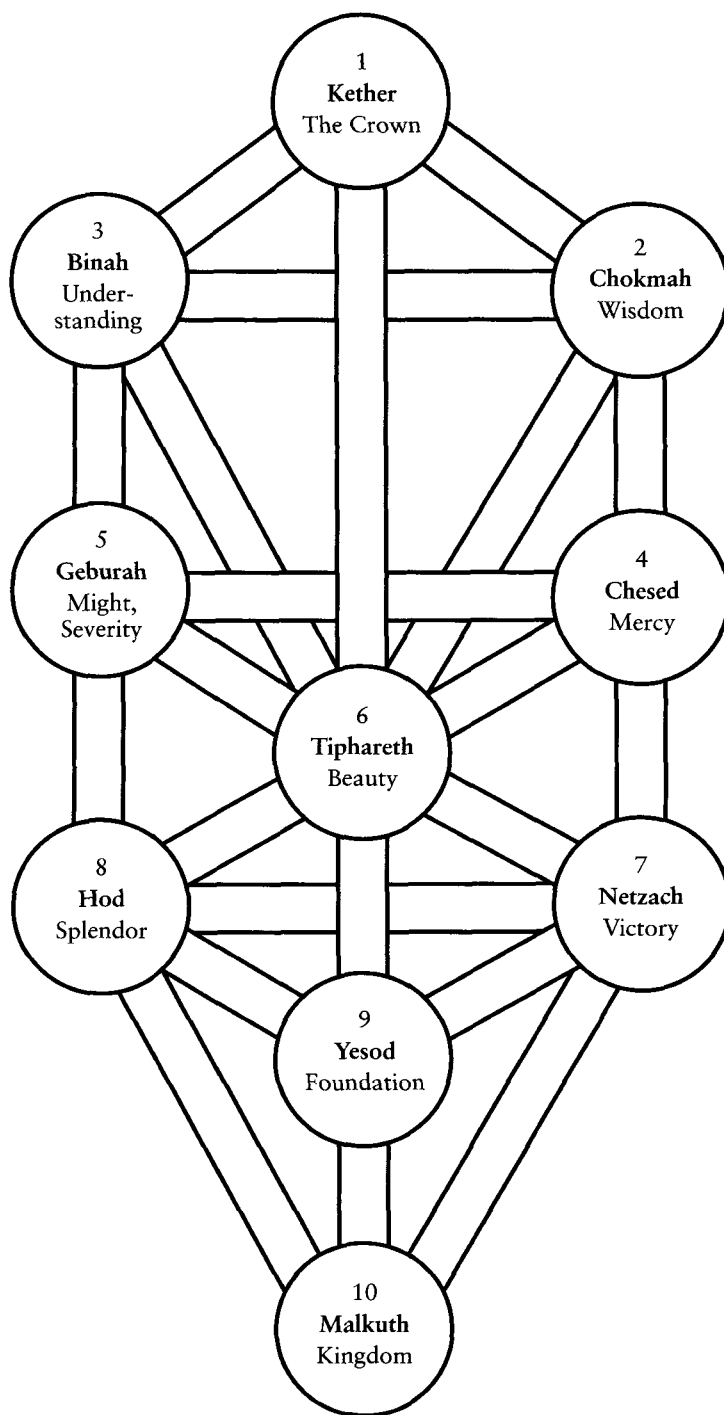 1
Kether
The Crown
3
Binah
Under-
standing
2
Chokmah
Wisdom
5
Geburah
Might,
Severity
4
Chesed
Mercy
6
Tiphareth
Beauty
8
Hod
Splendor
7
Netzach
Victory
9
Yesod
Foundation
10
Malkuth
Kingdom